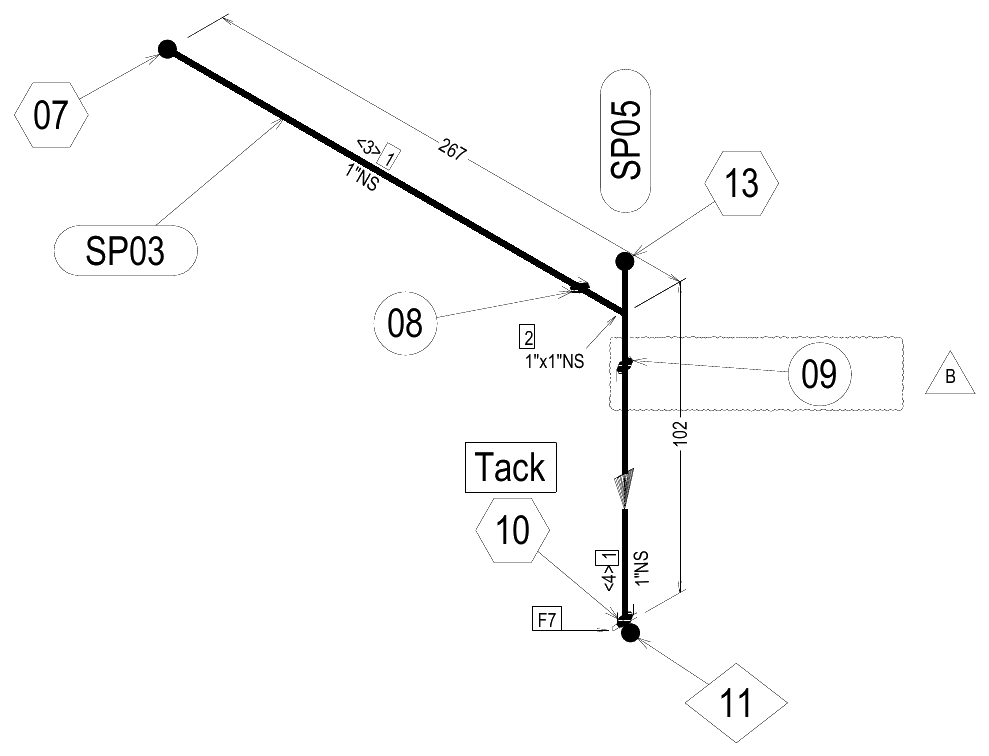 07
SP03
<3> 1
1"NS
267
SP05
13
08
2
1"x1"NS
09
B
102
Tack
10
<4> 1
1"NS
F7
11